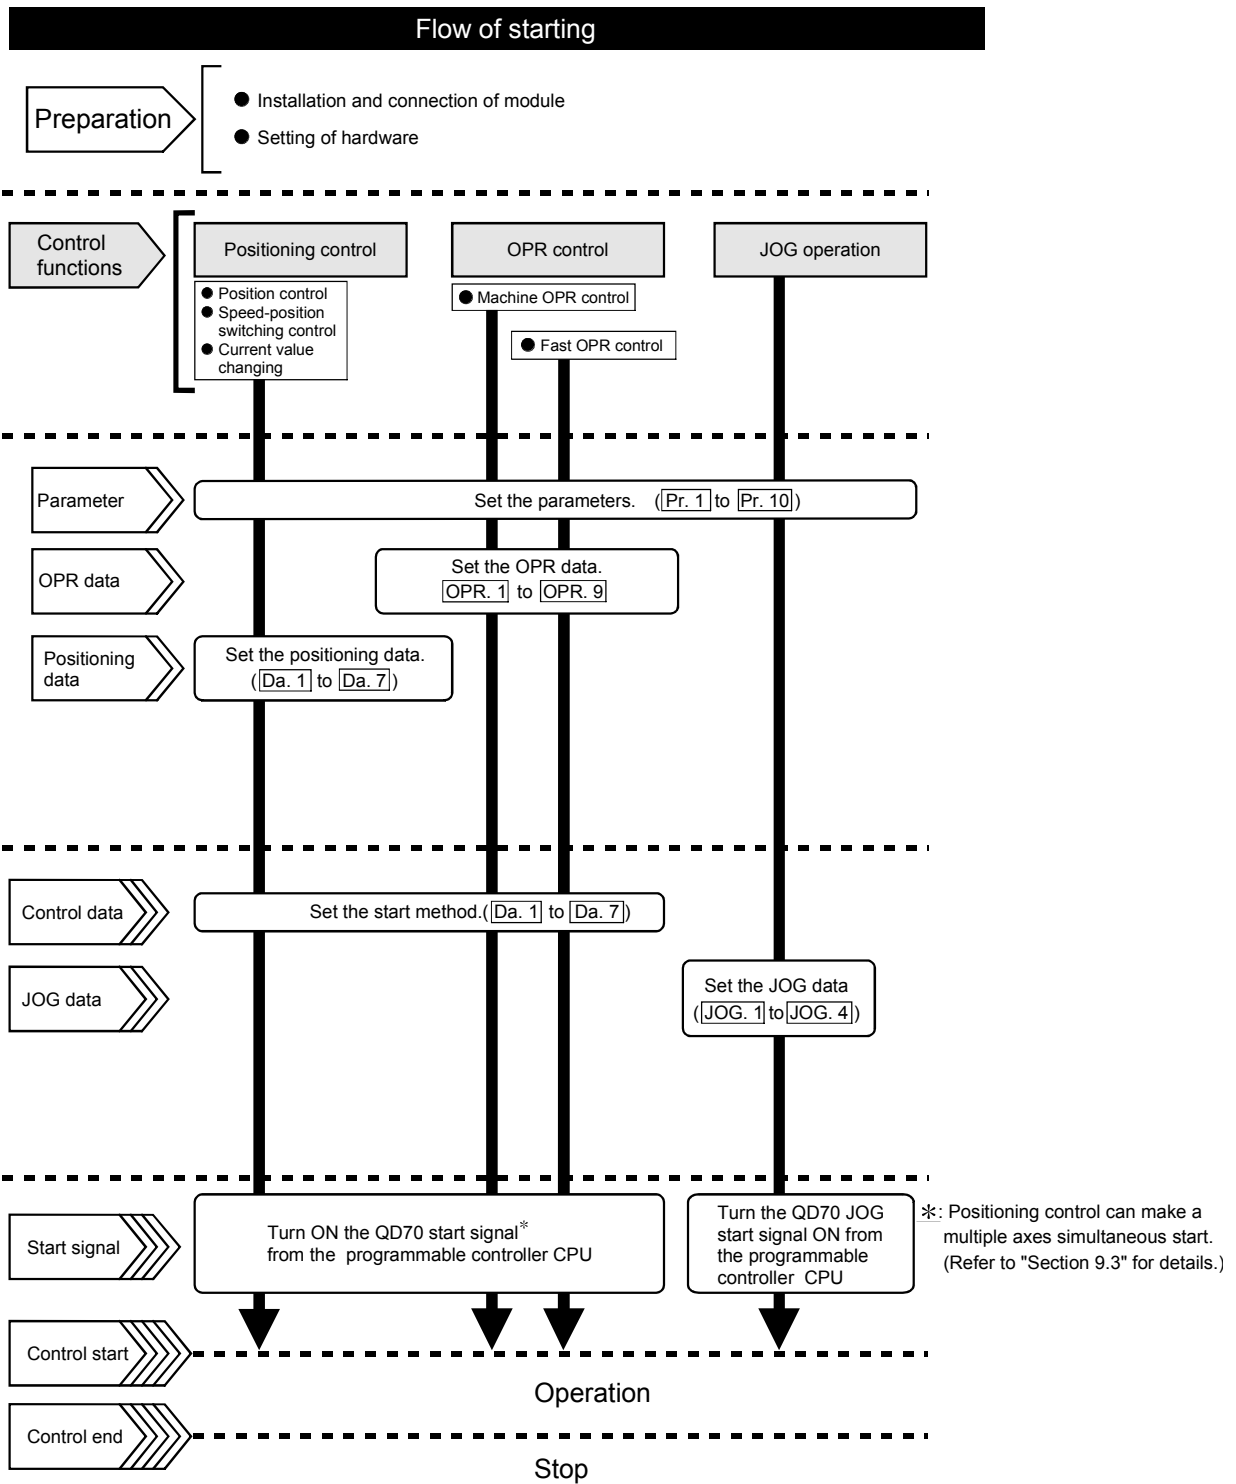 Flow of starting
Preparation
● Installation and connection of module
● Setting of hardware
Control
functions
Positioning control
● Position control
● Speed-position
switching control
● Current value
changing
OPR control
● Machine OPR control
● Fast OPR control
JOG operation
Parameter
Set the parameters. (Pr. 1 to Pr. 10)
OPR data
Set the OPR data.
OPR. 1 to OPR. 9
Positioning
data
Set the positioning data.
(Da. 1 to Da. 7)
Control data
Set the start method.(Da. 1 to Da. 7)
JOG data
Set the JOG data
(JOG. 1 to JOG. 4)
Start signal
Turn ON the QD70 start signal*
from the programmable controller CPU
Turn the QD70 JOG
start signal ON from
the programmable
controller CPU
*: Positioning control can make a
multiple axes simultaneous start.
(Refer to "Section 9.3" for details.)
Control start
Operation
Control end
Stop